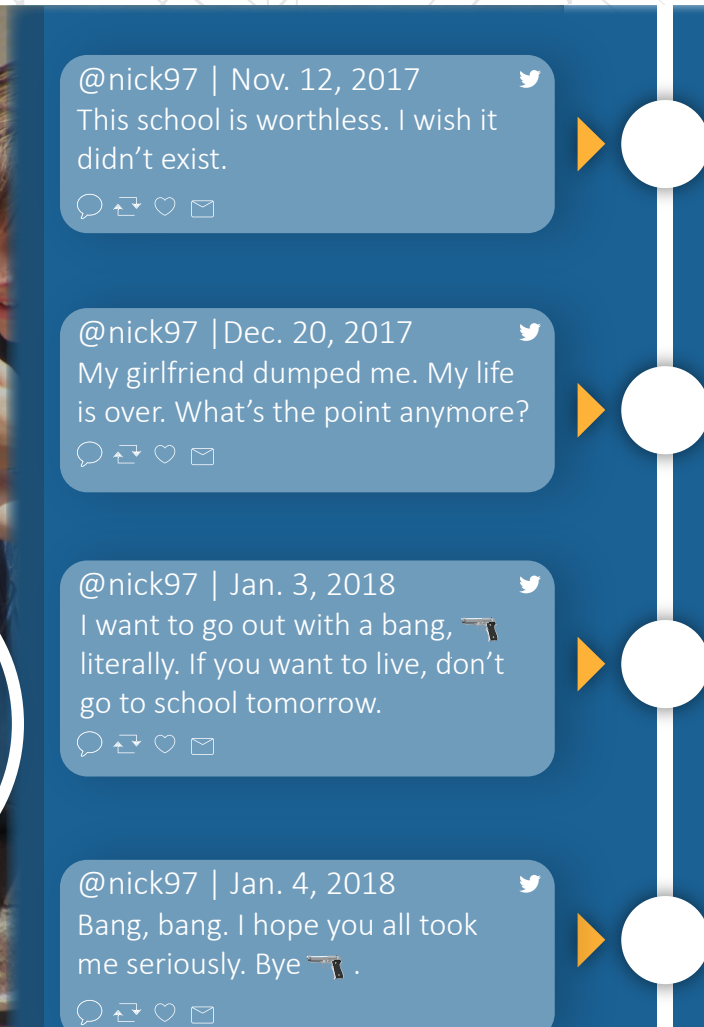 @nick97 | Nov. 12, 2017
This school is worthless. I wish it
didn’t exist.
@nick97 |Dec. 20, 2017
My girlfriend dumped me. My life
is over. What’s the point anymore?
@nick97 | Jan. 3, 2018
I want to go out with a bang,
literally. If you want to live, don’t
go to school tomorrow.
@nick97 | Jan. 4, 2018
Bang, bang. I hope you all took
me seriously. Bye .